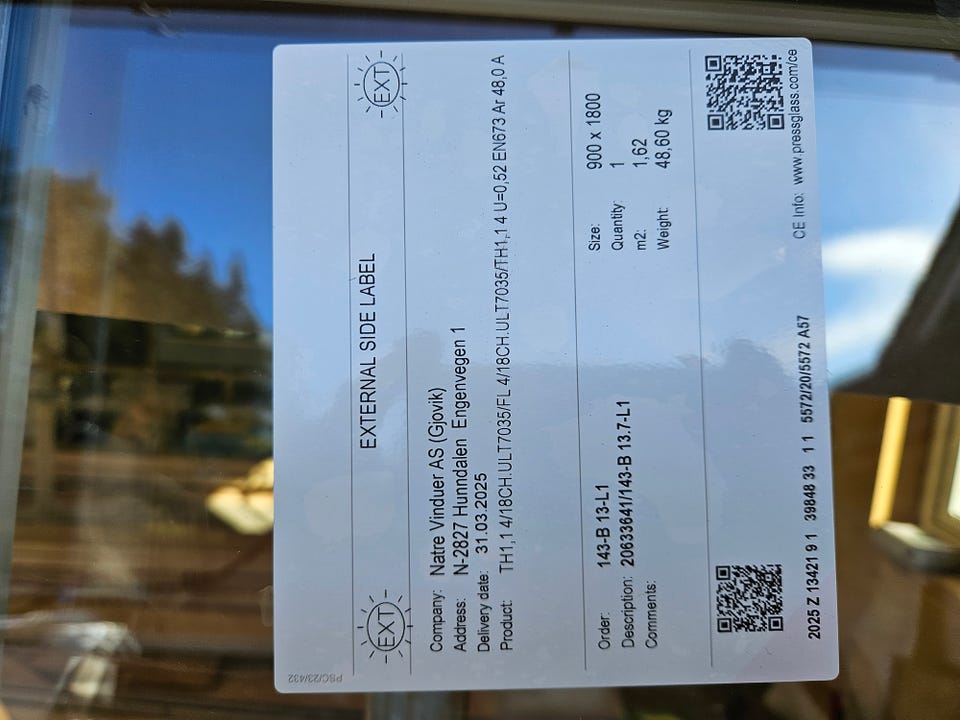 PSC/23/432
EXT EXTERNAL SIDE LABEL EXT
Company: Natre Vinduer AS (Gjovik)
Address: N-2827 Hunndalen Engenvegen 1
Delivery date: 31.03.2025
Product: TH1,1 4/18CH.ULT7035/FL 4/18CH.ULT7035/TH1,1 4 U=0,52 EN673 Ar 48,0 A
Order: 143-B 13-L1
Description: 20633641/143-B 13.7-L1
Comments:
Size: 900 x 1800
Quantity: 1
m2: 1,62
Weight: 48,60 kg
CE Info: www.pressglass.com/ce
2025 Z 13421 9 1 39848 33 1 1 5572/20/5572 A57